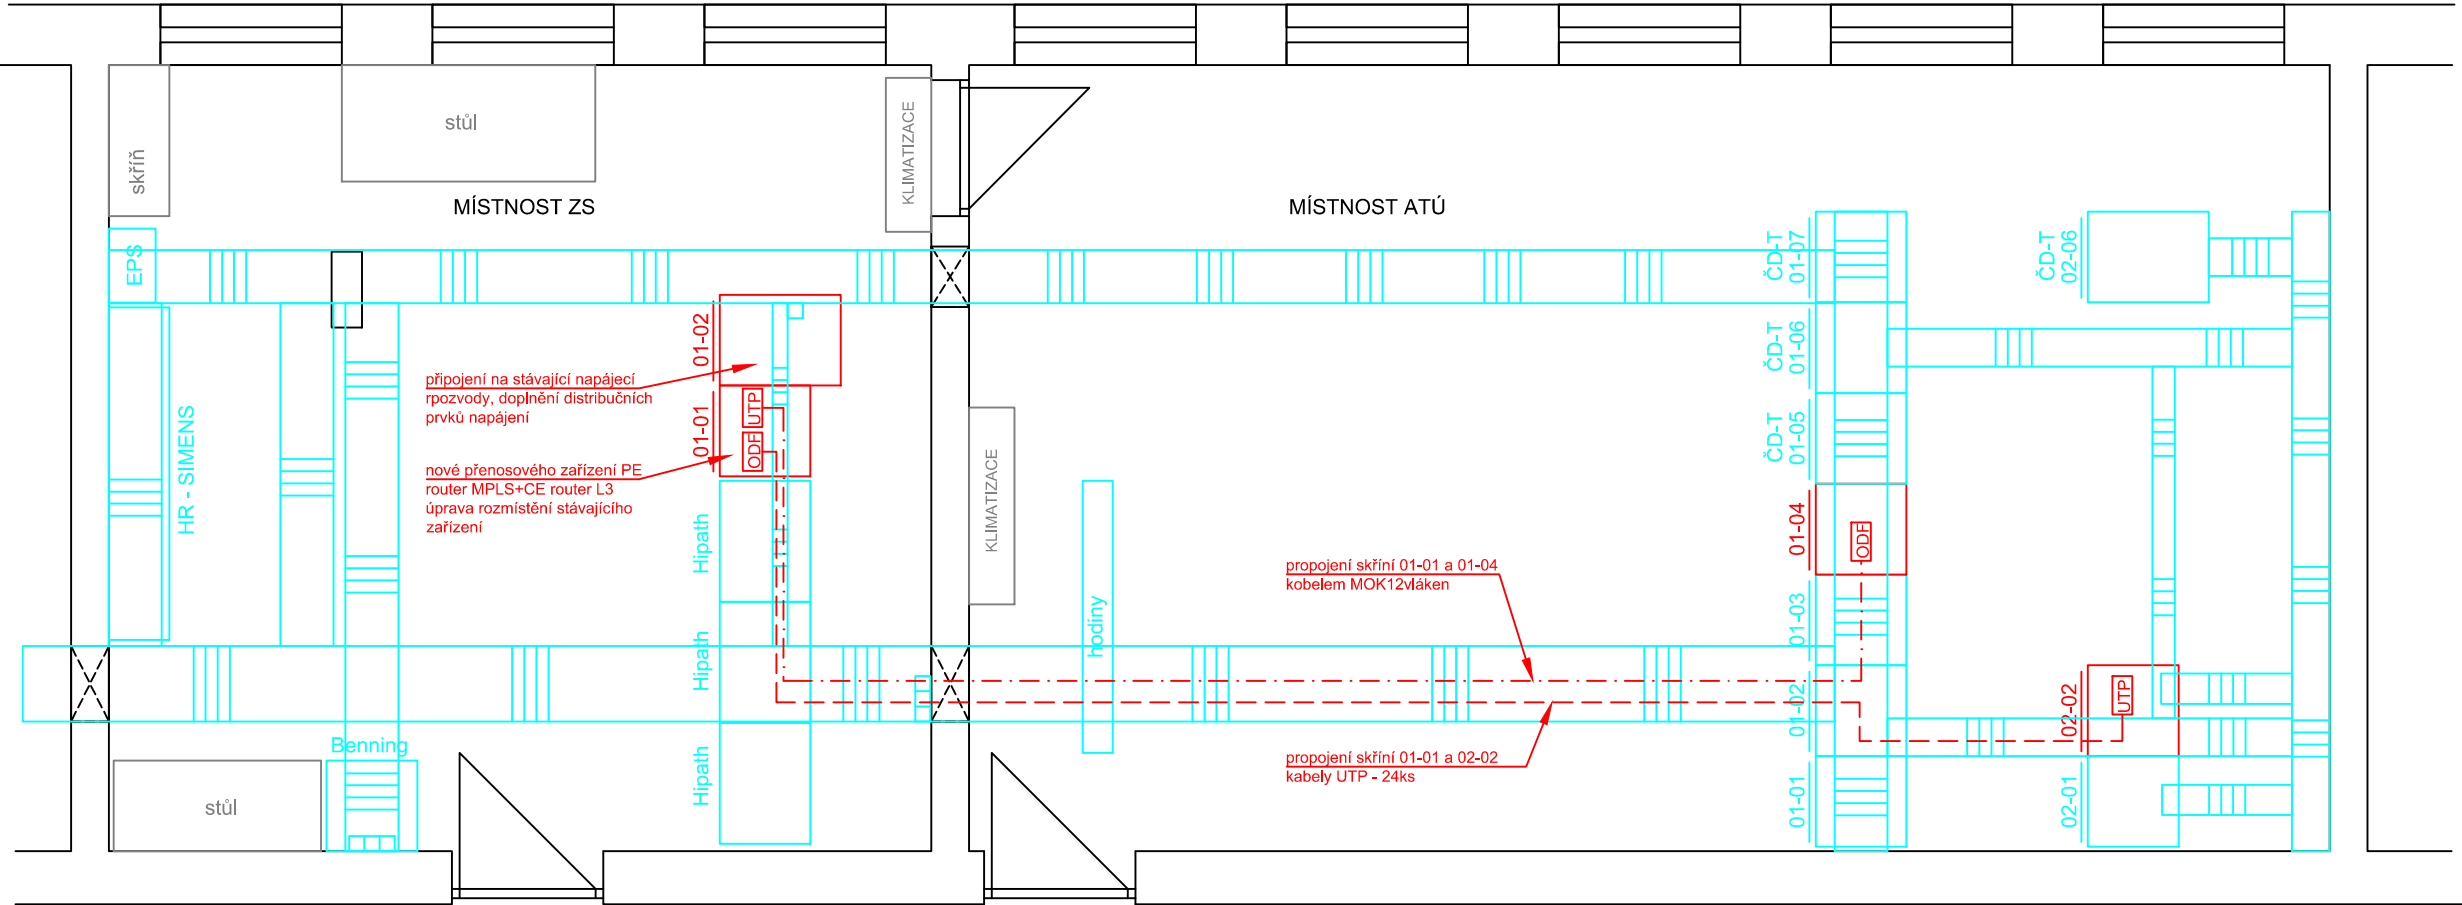 stůl
skříň
KLIMATIZACE
MÍSTNOST ZS
MÍSTNOST ATÚ
EPS
HR - SIMENS
01-02
01-01
připojení na stávající napájecí
rpozvody, doplnění distribučních
prvků napájení
nové přenosového zařízení PE
router MPLS+CE router L3
úprava rozmístění stávajícího
zařízení
UTP
ODF
Hipath
Hipath
Hipath
Benning
stůl
KLIMATIZACE
hodiny
propojení skříní 01-01 a 01-04
kobelem MOK12vláken
propojení skříní 01-01 a 02-02
kabely UTP - 24ks
ČD-T
01-07
ČD-T
01-06
ČD-T
01-05
01-04
ODF
01-03
01-02
01-01
ČD-T
02-06
02-02
UTP
02-01